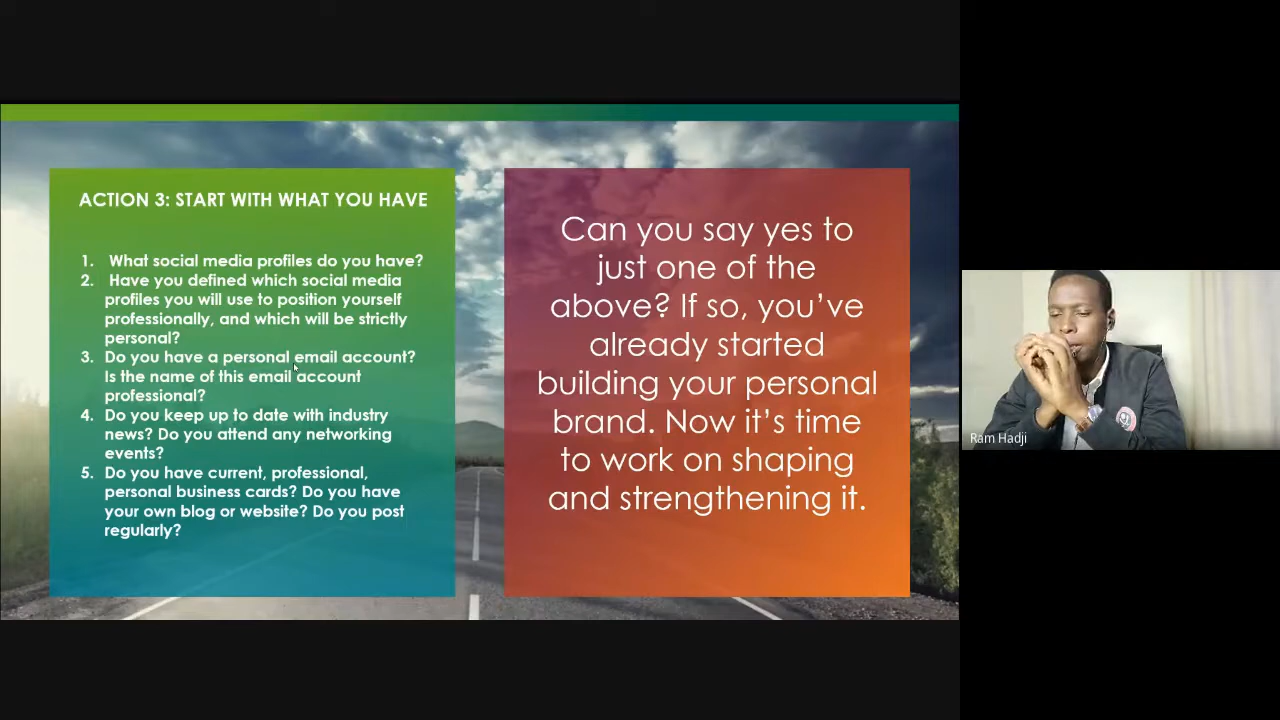 ACTION 3: START WITH WHAT YOU HAVE
1. What social media profiles do you have?
2. Have you defined which social media
profiles you will use to position yourself
professionally, and which will be strictly
personal?
3. Do you have a personal email account?
Is the name of this email account
professional?
4. Do you keep up to date with industry
news? Do you attend any networking
events?
5. Do you have current, professional,
personal business cards? Do you have
your own blog or website? Do you post
regularly?
Can you say yes to
just one of the
above? If so, you’ve
already started
building your personal
brand. Now it’s time
to work on shaping
and strengthening it.
Ram Hadji